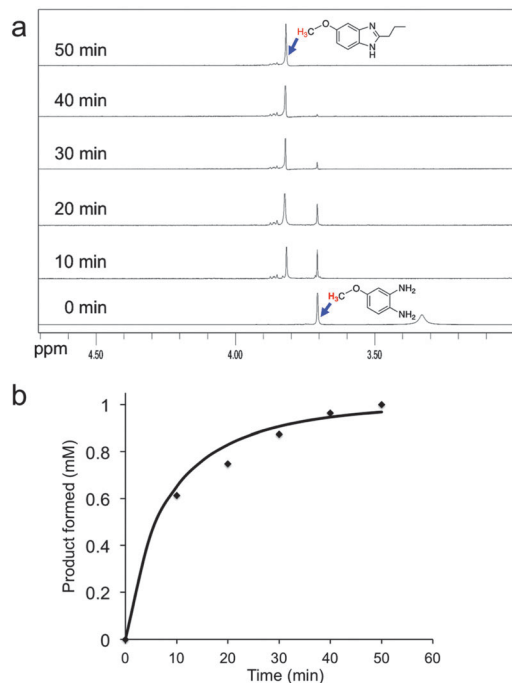 a
50 min
H₃C
O
N
N
H
40 min
30 min
20 min
10 min
0 min
H₃C
O
NH₂
NH₂
ppm
4.50
4.00
3.50
b
Product formed (mM)
1
0.8
0.6
0.4
0.2
0
0 10 20 30 40 50 60
Time (min)